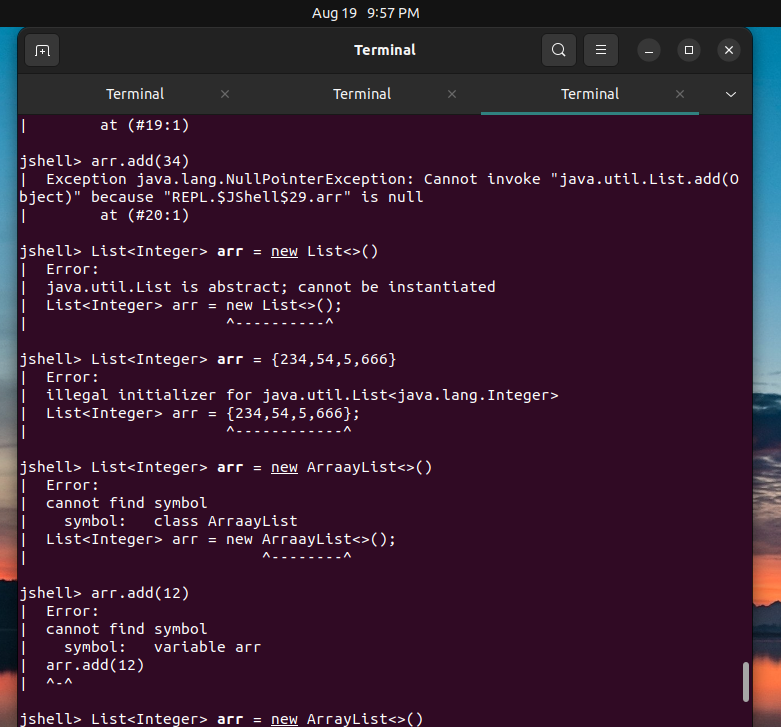 Aug 19 9:57 PM
Terminal
Terminal Terminal Terminal
|        at (#19:1)
jshell> arr.add(34)
|  Exception java.lang.NullPointerException: Cannot invoke "java.util.List.add(O
bject)" because "REPL.$JShell$29.arr" is null
|        at (#20:1)
jshell> List<Integer> arr = new List<>()
|  Error:
|  java.util.List is abstract; cannot be instantiated
|  List<Integer> arr = new List<>();
|                      ^----------^
jshell> List<Integer> arr = {234,54,5,666}
|  Error:
|  illegal initializer for java.util.List<java.lang.Integer>
|  List<Integer> arr = {234,54,5,666};
|                      ^------------^
jshell> List<Integer> arr = new ArraayList<>()
|  Error:
|  cannot find symbol
|    symbol:   class ArraayList
|  List<Integer> arr = new ArraayList<>();
|                          ^--------^
jshell> arr.add(12)
|  Error:
|  cannot find symbol
|    symbol:   variable arr
|  arr.add(12)
|  ^-^
jshell> List<Integer> arr = new ArrayList<>()